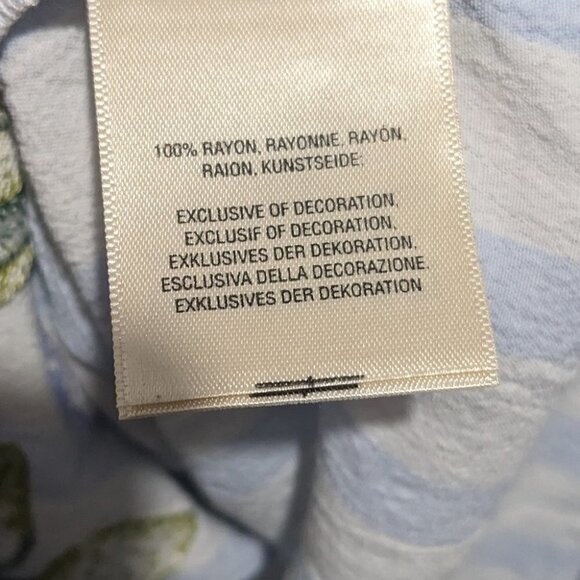 100% RAYON, RAYONNE, RAYÓN,
RAION, KUNSTSEIDE;
EXCLUSIVE OF DECORATION,
EXCLUSIF OF DECORATION,
EXKLUSIVES DER DEKORATION,
ESCLUSIVA DELLA DECORAZIONE.
EXKLUSIVES DER DEKORATION